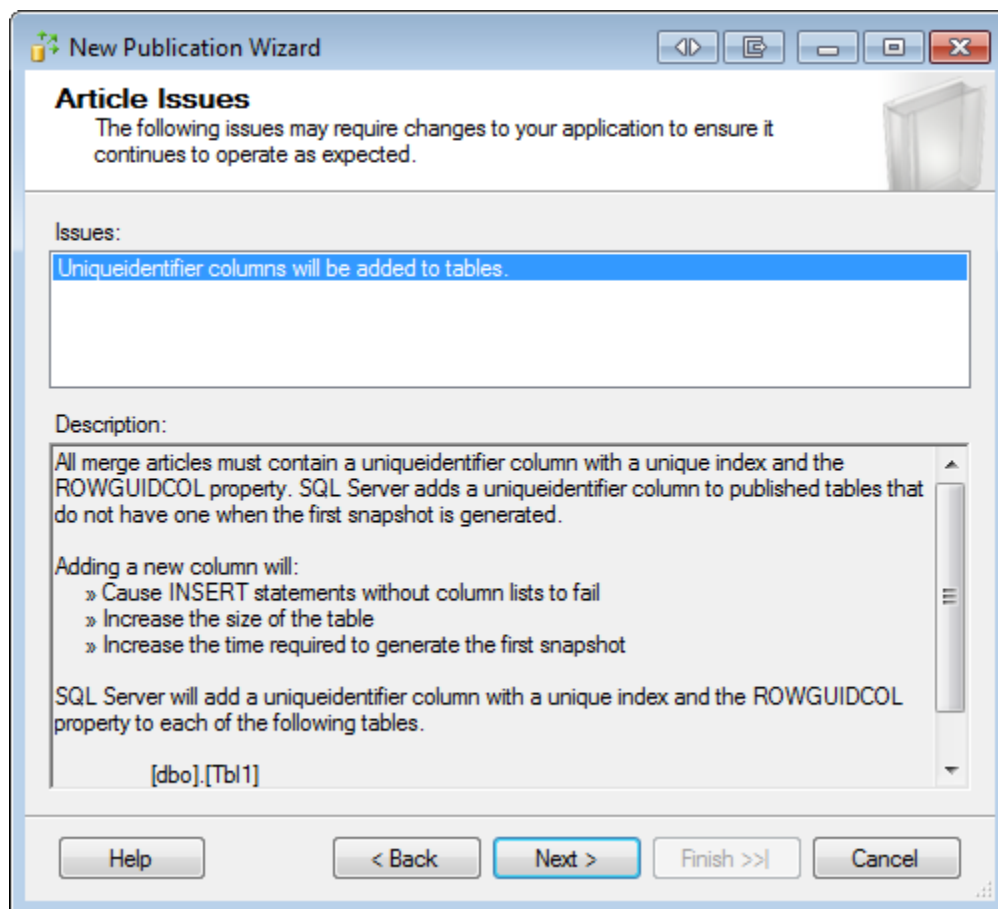 New Publication Wizard
Article Issues
The following issues may require changes to your application to ensure it
continues to operate as expected.
Issues:
Uniqueidentifier columns will be added to tables.
Description:
All merge articles must contain a uniqueidentifier column with a unique index and the
ROWGUIDCOL property. SQL Server adds a uniqueidentifier column to published tables that
do not have one when the first snapshot is generated.
Adding a new column will:
» Cause INSERT statements without column lists to fail
» Increase the size of the table
» Increase the time required to generate the first snapshot
SQL Server will add a uniqueidentifier column with a unique index and the ROWGUIDCOL
property to each of the following tables.
[dbo].[Tbl1]
Help
< Back
Next >
Finish >>|
Cancel